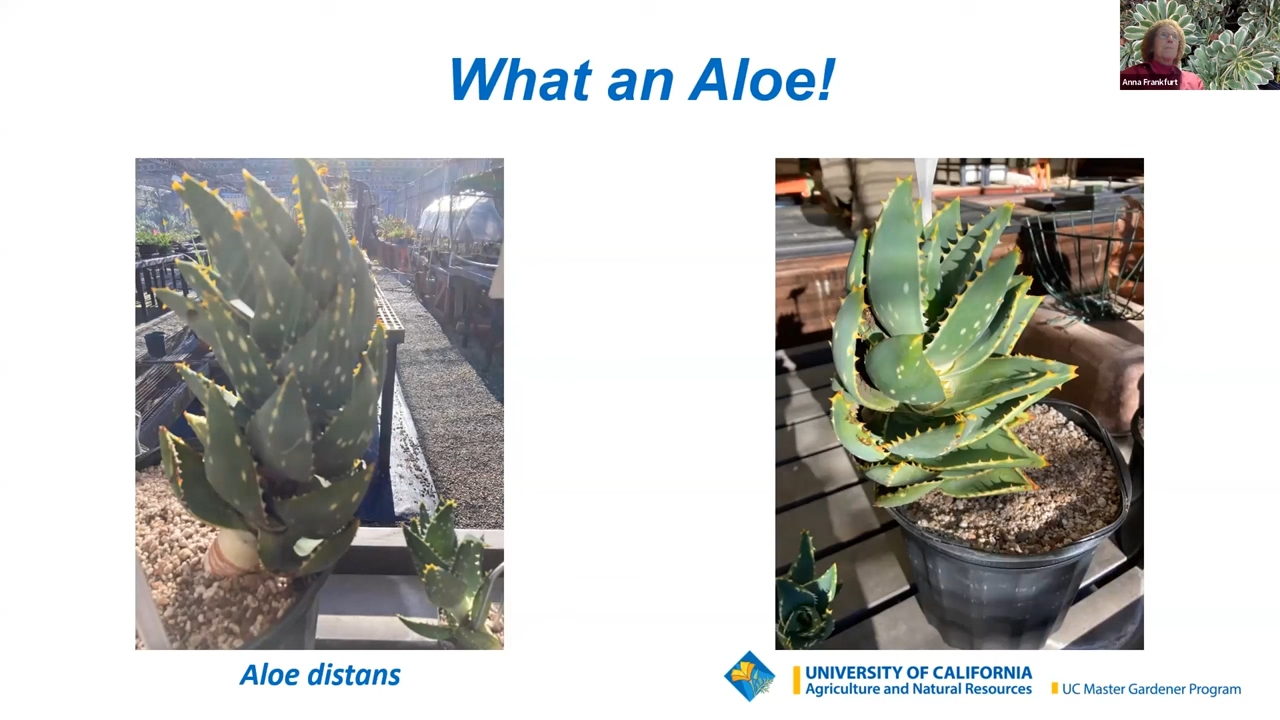 What an Aloe!
Anna Frankfurt
Aloe distans
UNIVERSITY OF CALIFORNIA
Agriculture and Natural Resources
UC Master Gardener Program